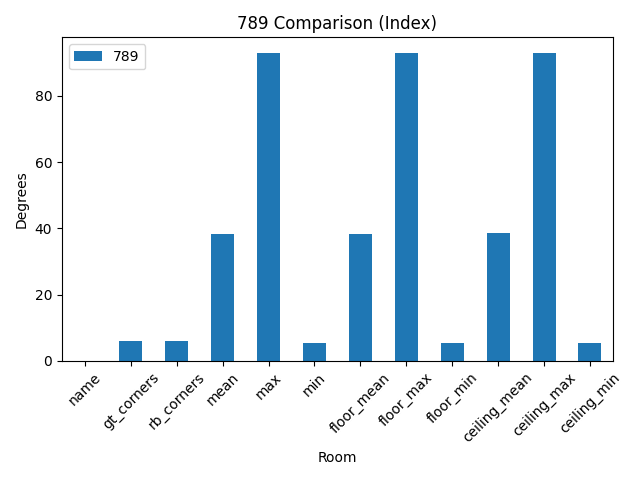 789 Comparison (Index)
789
Degrees
80
60
40
20
0
name
gt_corners
rb_corners
mean
max
min
floor_mean
floor_max
floor_min
ceiling_mean
ceiling_max
ceiling_min
Room